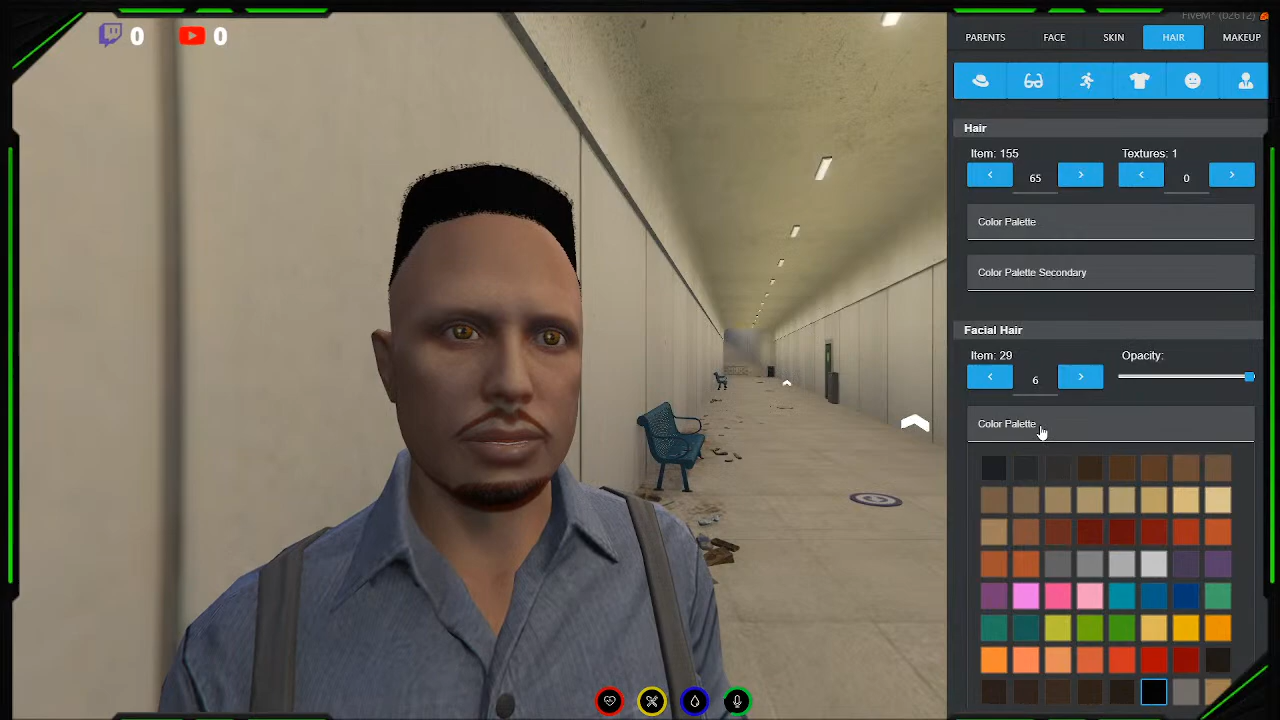 0 0
FiveM* (b2612)
PARENTS FACE SKIN HAIR MAKEUP
Hair
Item: 155 Textures: 1
< 65 > < 0 >
Color Palette
Color Palette Secondary
Facial Hair
Item: 29 Opacity:
< 6 >
Color Palette